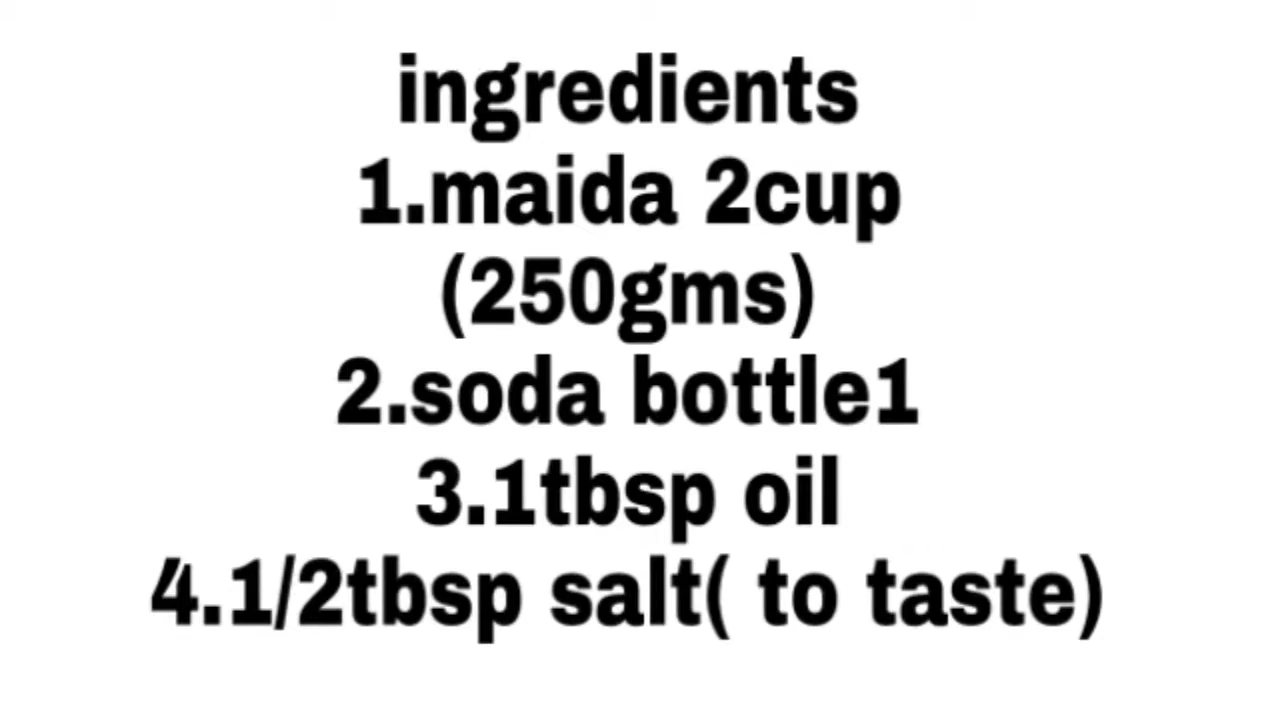 ingredients
1.maida 2cup
(250gms)
2.soda bottle1
3.1tbsp oil
4.1/2tbsp salt( to taste)